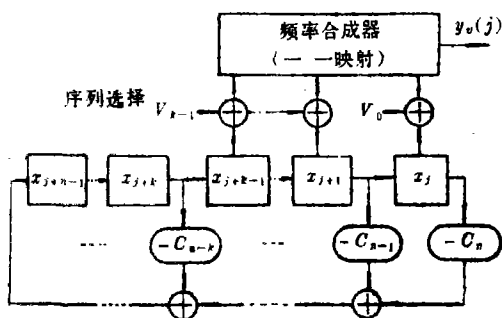 频率合成器
(一一映射)
y_v(j)
序列选择 V_{k-1} V_0
x_{j+n-1} x_{j+k} x_{j+k-1} x_{j+1} x_j
-C_{n-k} -C_{n-1} -C_n